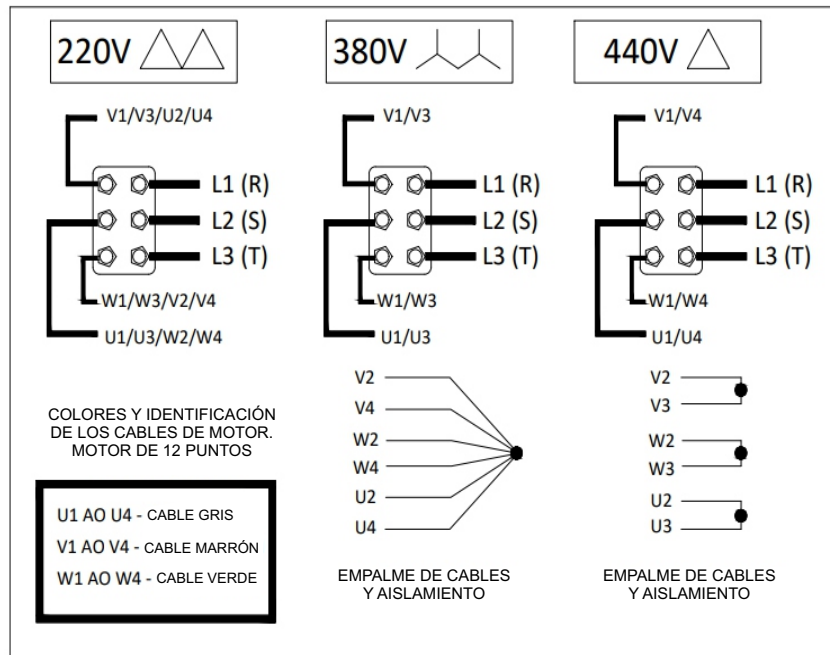 220V
V1/V3/U2/U4
L1 (R)
L2 (S)
L3 (T)
W1/W3/V2/V4
U1/U3/W2/W4
COLORES Y IDENTIFICACIÓN
DE LOS CABLES DE MOTOR.
MOTOR DE 12 PUNTOS
U1 AO U4 - CABLE GRIS
V1 AO V4 - CABLE MARRÓN
W1 AO W4 - CABLE VERDE
380V
V1/V3
L1 (R)
L2 (S)
L3 (T)
W1/W3
U1/U3
V2
V4
W2
W4
U2
U4
EMPALME DE CABLES
Y AISLAMIENTO
440V
V1/V4
L1 (R)
L2 (S)
L3 (T)
W1/W4
U1/U4
V2
V3
W2
W3
U2
U3
EMPALME DE CABLES
Y AISLAMIENTO